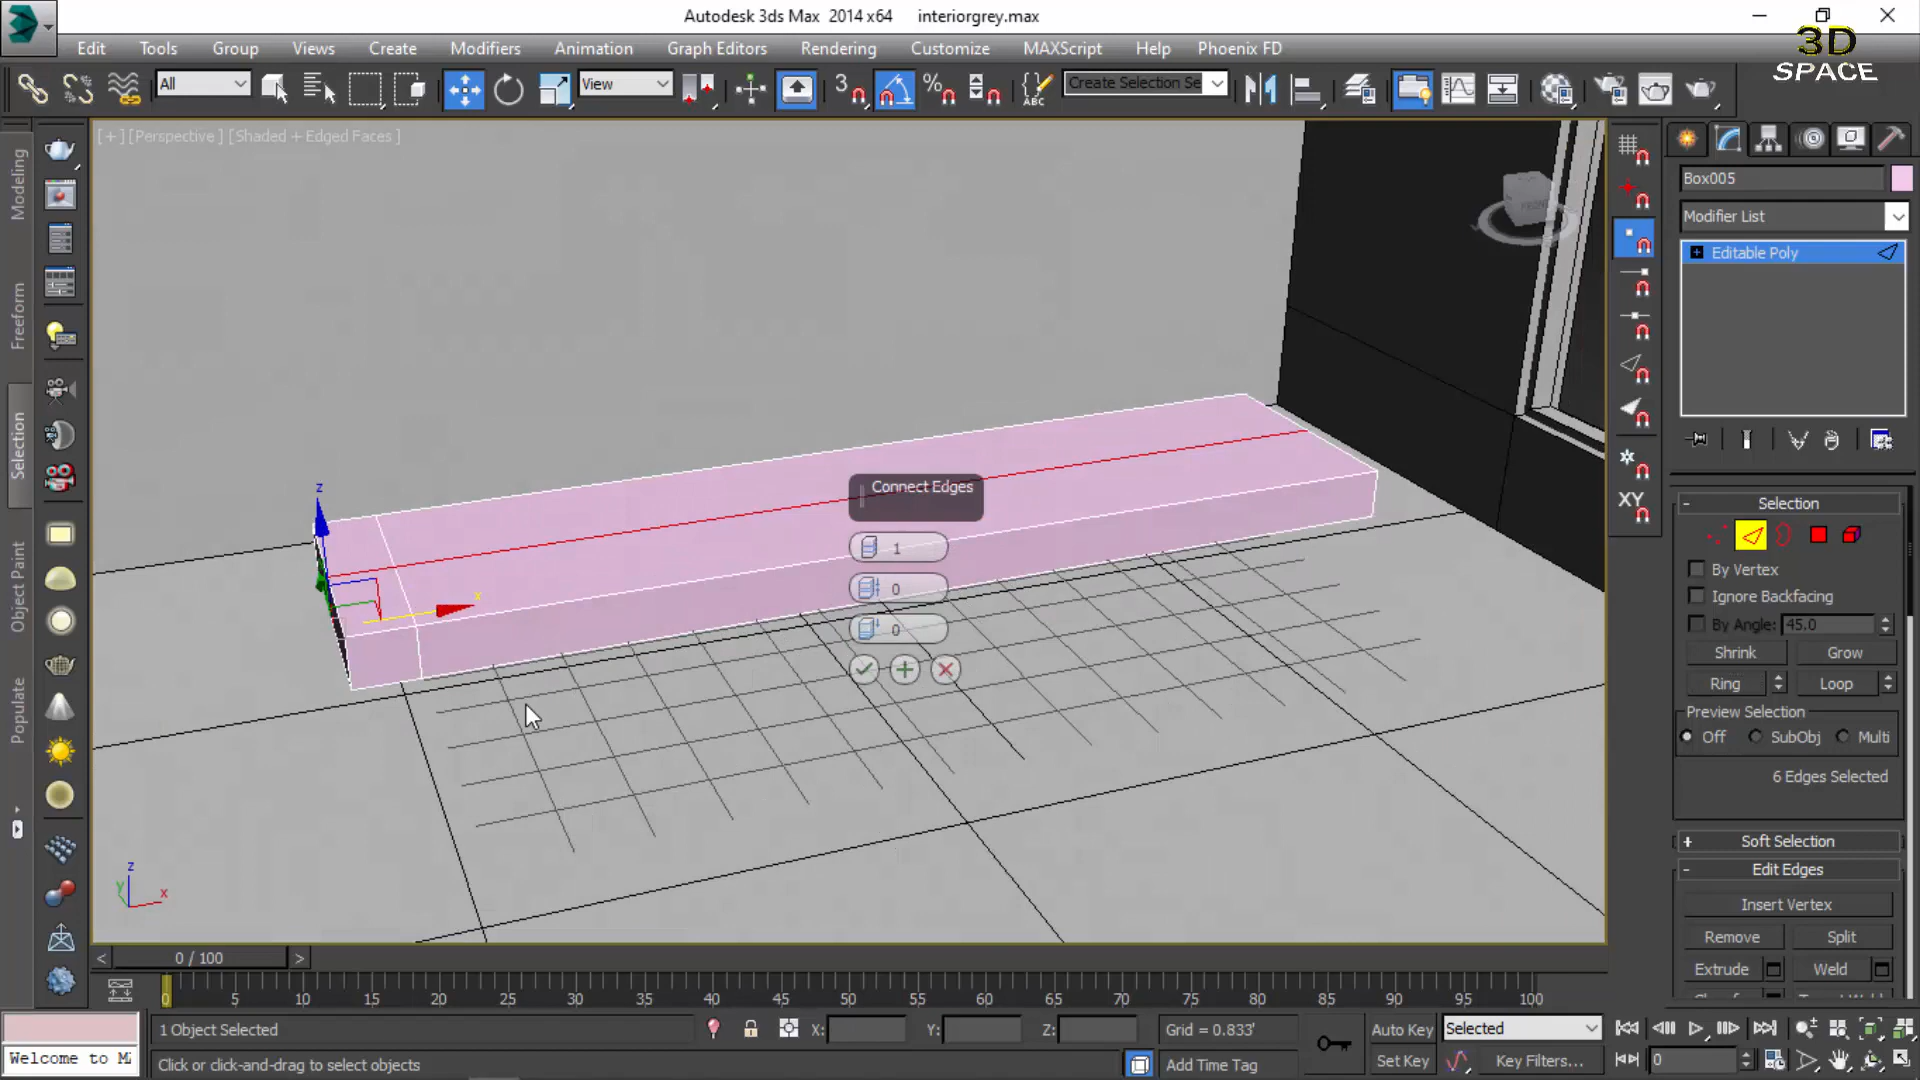 Autodesk 3ds Max 2014 x64 interiorgrey.max
3D
SPACE
Edit Tools Group Views Create Modifiers Animation Graph Editors Rendering Customize MAXScript Help Phoenix FD
All
View
3
%
ABC
Create Selection Se
[+][Perspective][Shaded + Edged Faces]
Modeling
Freeform
Selection
Object Paint
Populate
z
x
Connect Edges
1
0
0
z
y
x
XY
Box005
Modifier List
Editable Poly
Selection
By Vertex
Ignore Backfacing
By Angle: 45.0
Shrink Grow
Ring Loop
Preview Selection
Off SubObj Multi
6 Edges Selected
Soft Selection
Edit Edges
Insert Vertex
Remove Split
Extrude Weld
< 0 / 100 >
0 5 10 15 20 25 30 35 40 45 50 55 60 65 70 75 80 85 90 95 100
1 Object Selected X: Y: Z: Grid = 0.833' Auto Key Selected
Welcome to Click or click-and-drag to select objects Add Time Tag Set Key Key Filters... 0